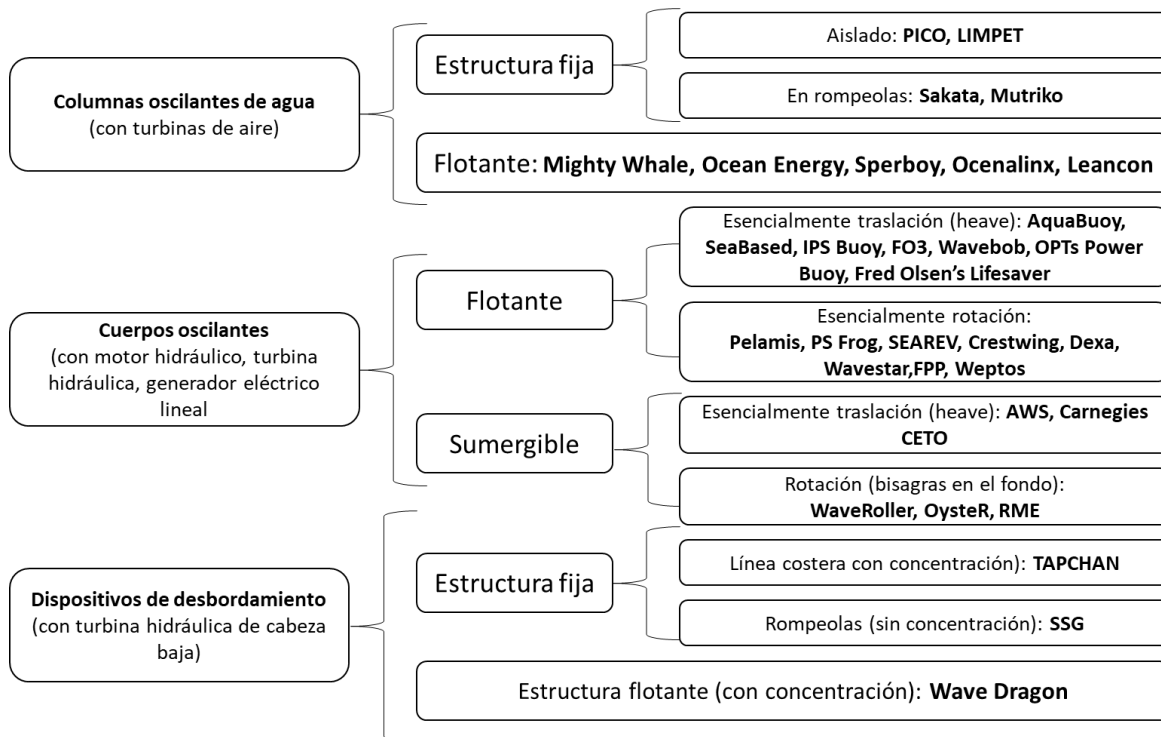 Columnas oscilantes de agua
(con turbinas de aire)
Estructura fija
Aislado: PICO, LIMPET
En rompeolas: Sakata, Mutriko
Flotante: Mighty Whale, Ocean Energy, Sperboy, Ocenalinx, Leancon
Cuerpos oscilantes
(con motor hidráulico, turbina
hidráulica, generador eléctrico
lineal
Flotante
Esencialmente traslación (heave): AquaBuoy,
SeaBased, IPS Buoy, FO3, Wavebob, OPTs Power
Buoy, Fred Olsen’s Lifesaver
Esencialmente rotación:
Pelamis, PS Frog, SEAREV, Crestwing, Dexa,
Wavestar,FPP, Weptos
Sumergible
Esencialmente traslación (heave): AWS, Carnegies
CETO
Rotación (bisagras en el fondo):
WaveRoller, OysteR, RME
Dispositivos de desbordamiento
(con turbina hidráulica de cabeza
baja)
Estructura fija
Línea costera con concentración): TAPCHAN
Rompeolas (sin concentración): SSG
Estructura flotante (con concentración): Wave Dragon